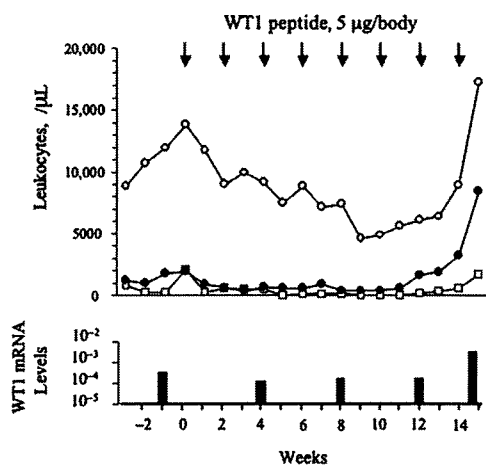 WT1 peptide, 5 µg/body
Leukocytes, /µL
20,000
15,000
10,000
5000
0
WT1 mRNA
Levels
10⁻²
10⁻³
10⁻⁴
10⁻⁵
−2 0 2 4 6 8 10 12 14
Weeks